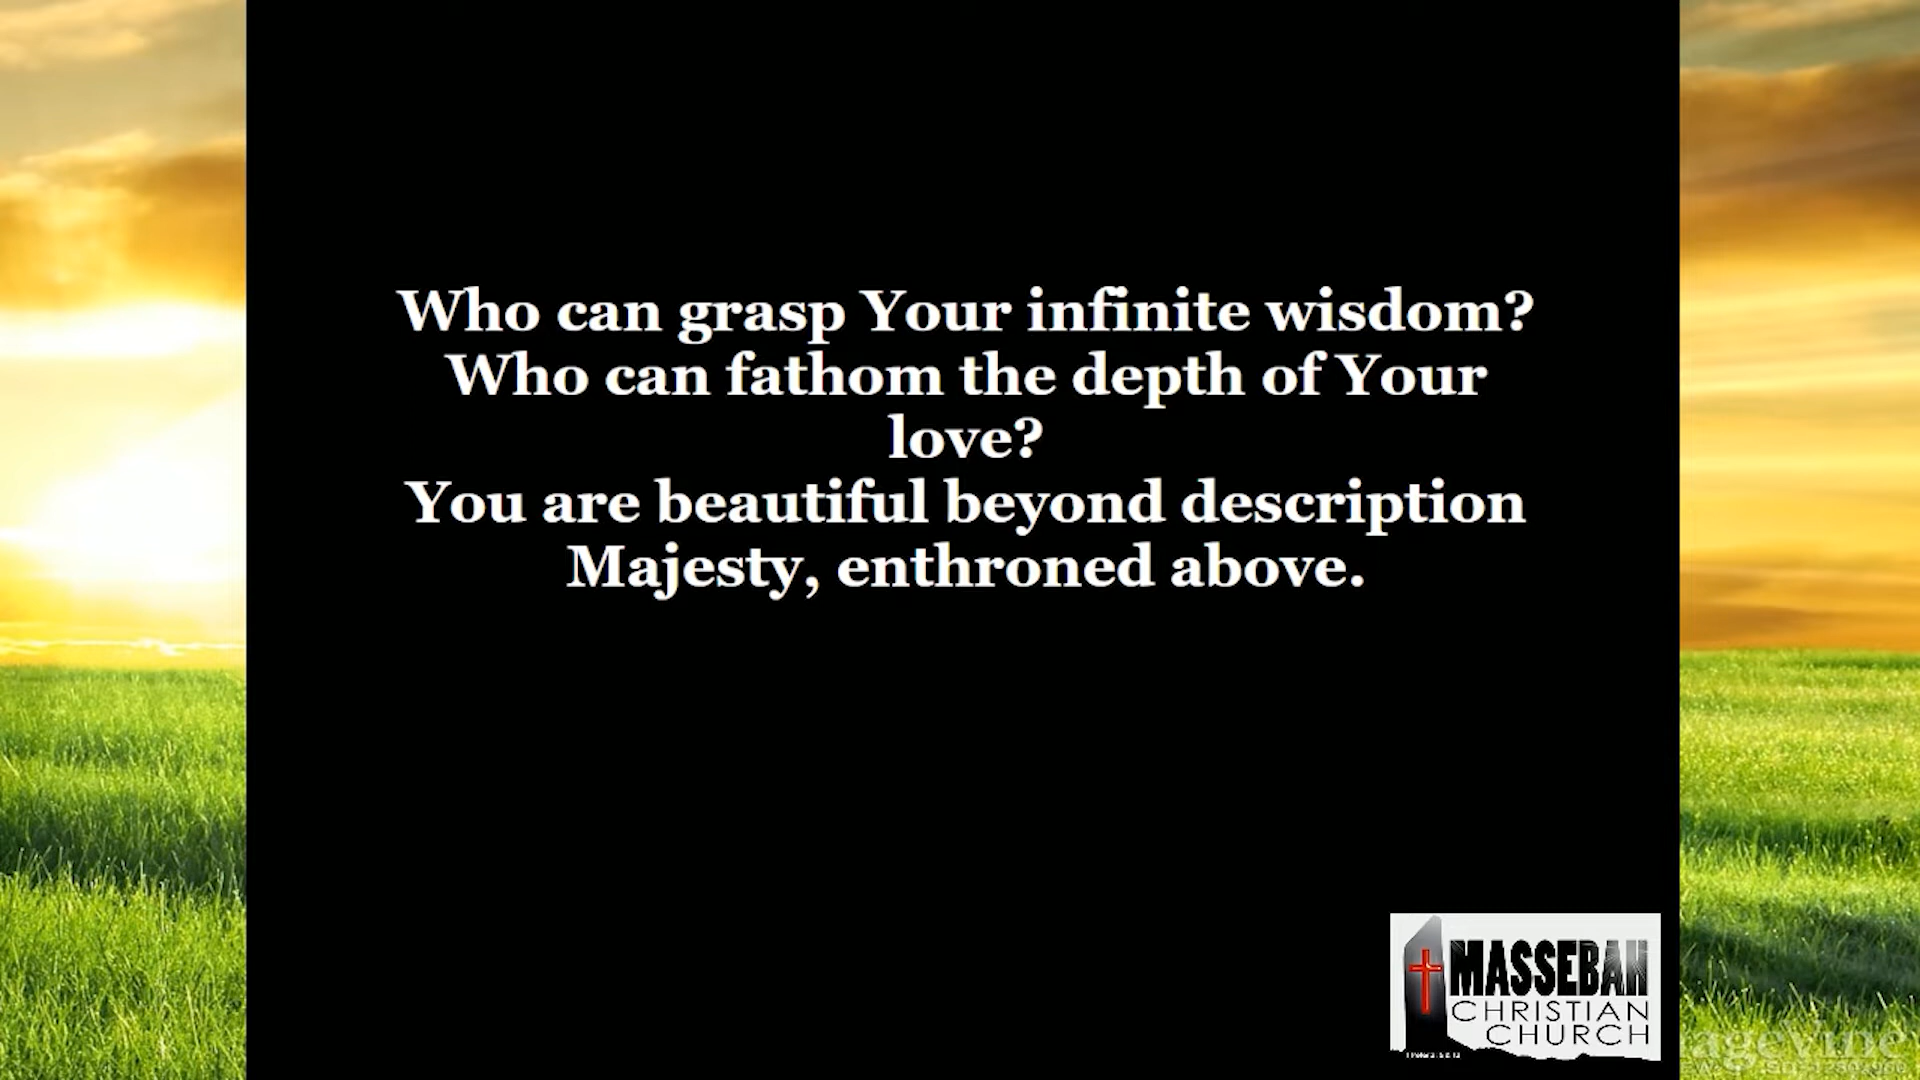 Who can grasp Your infinite wisdom?
Who can fathom the depth of Your
love?
You are beautiful beyond description
Majesty, enthroned above.
MASSEBAH
CHRISTIAN
CHURCH